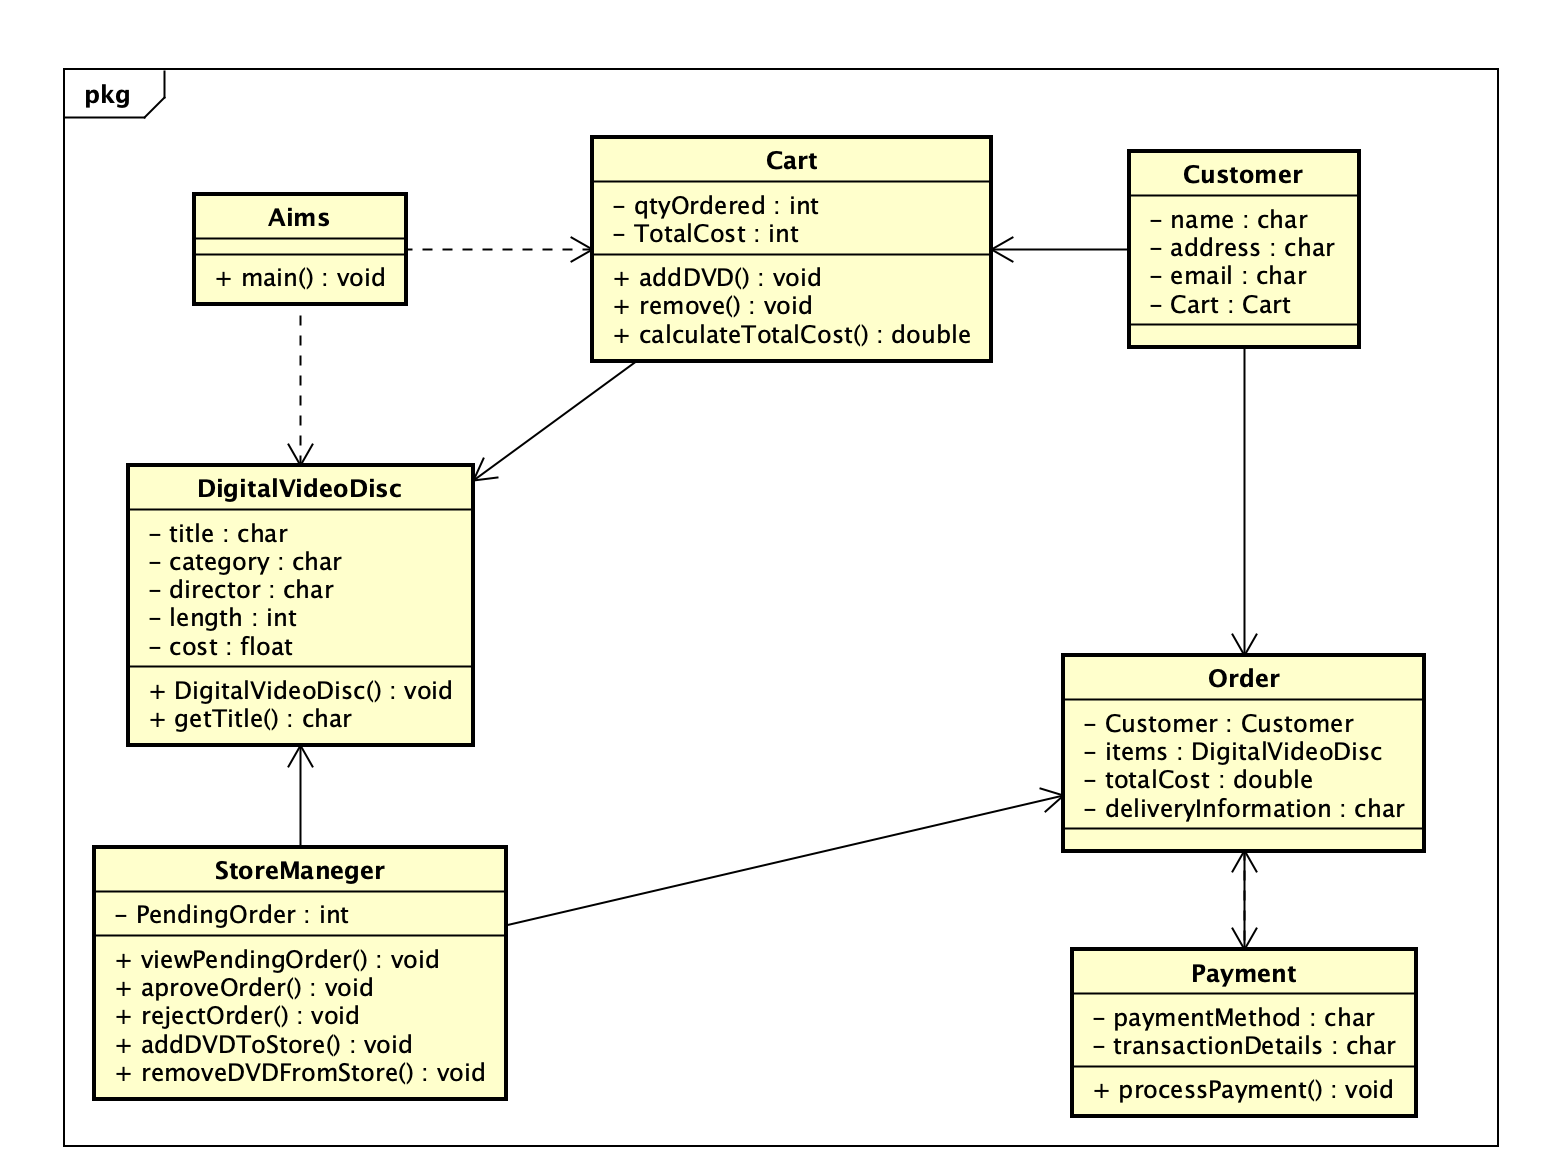 pkg
Aims
+ main() : void
Cart
- qtyOrdered : int
- TotalCost : int
+ addDVD() : void
+ remove() : void
+ calculateTotalCost() : double
Customer
- name : char
- address : char
- email : char
- Cart : Cart
DigitalVideoDisc
- title : char
- category : char
- director : char
- length : int
- cost : float
+ DigitalVideoDisc() : void
+ getTitle() : char
Order
- Customer : Customer
- items : DigitalVideoDisc
- totalCost : double
- deliveryInformation : char
StoreManeger
- PendingOrder : int
+ viewPendingOrder() : void
+ aproveOrder() : void
+ rejectOrder() : void
+ addDVDToStore() : void
+ removeDVDFromStore() : void
Payment
- paymentMethod : char
- transactionDetails : char
+ processPayment() : void